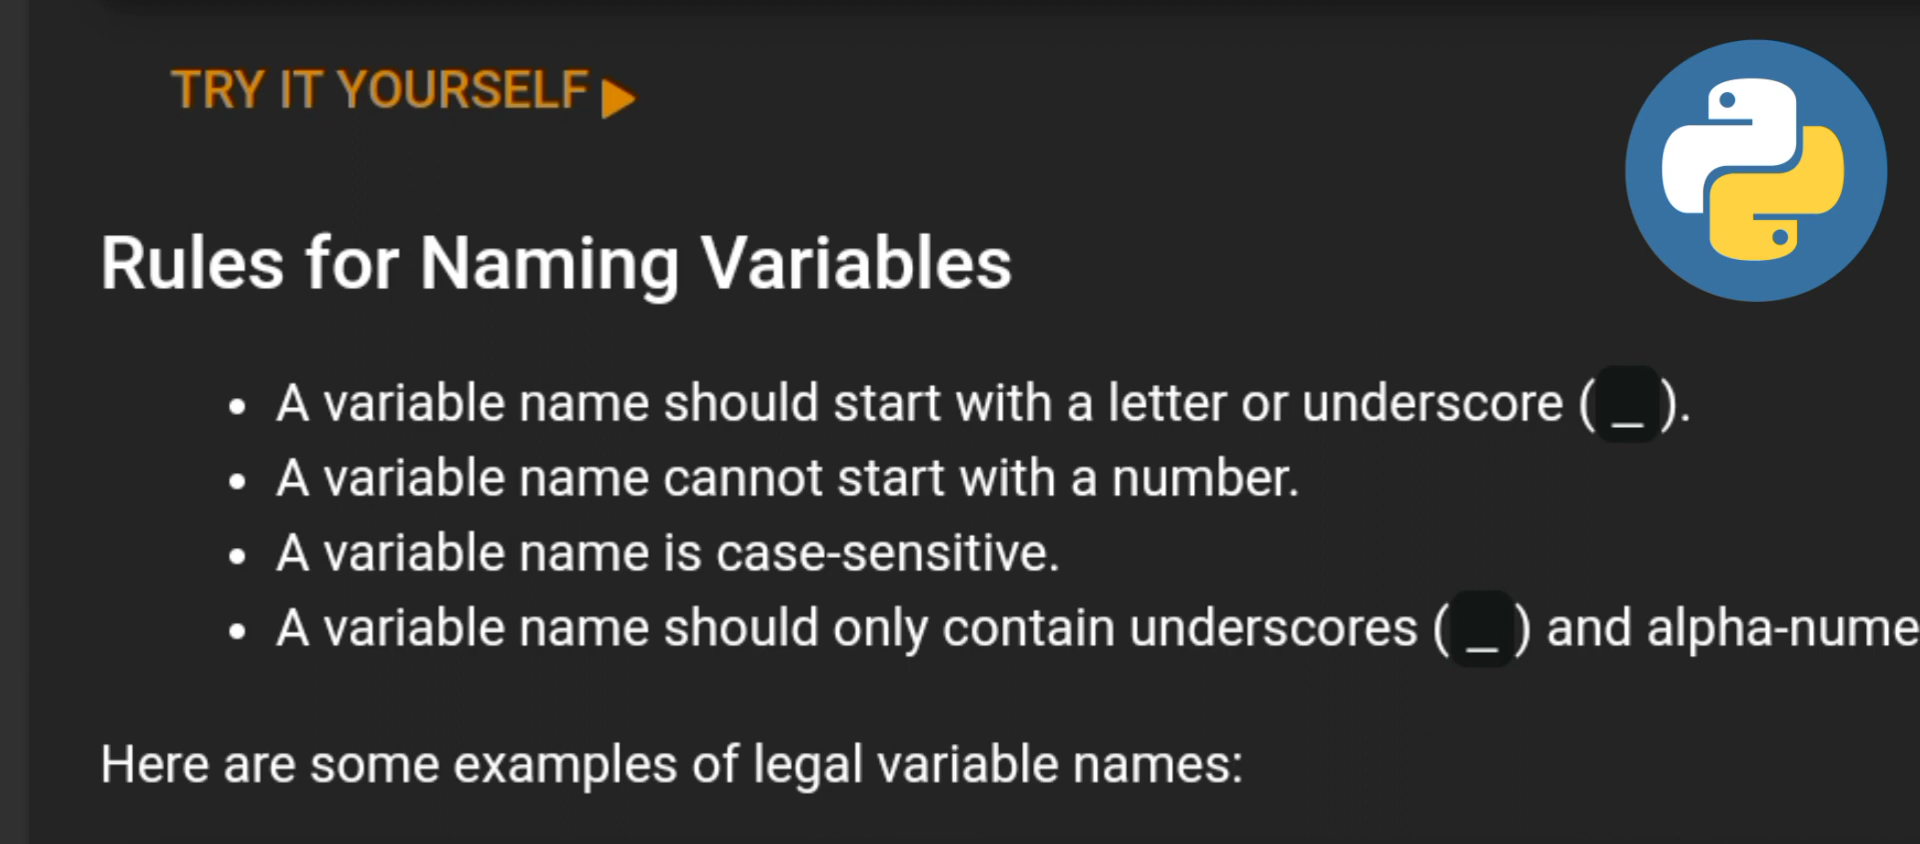 TRY IT YOURSELF
Rules for Naming Variables
• A variable name should start with a letter or underscore (_).
• A variable name cannot start with a number.
• A variable name is case-sensitive.
• A variable name should only contain underscores (_) and alpha-nume
Here are some examples of legal variable names: